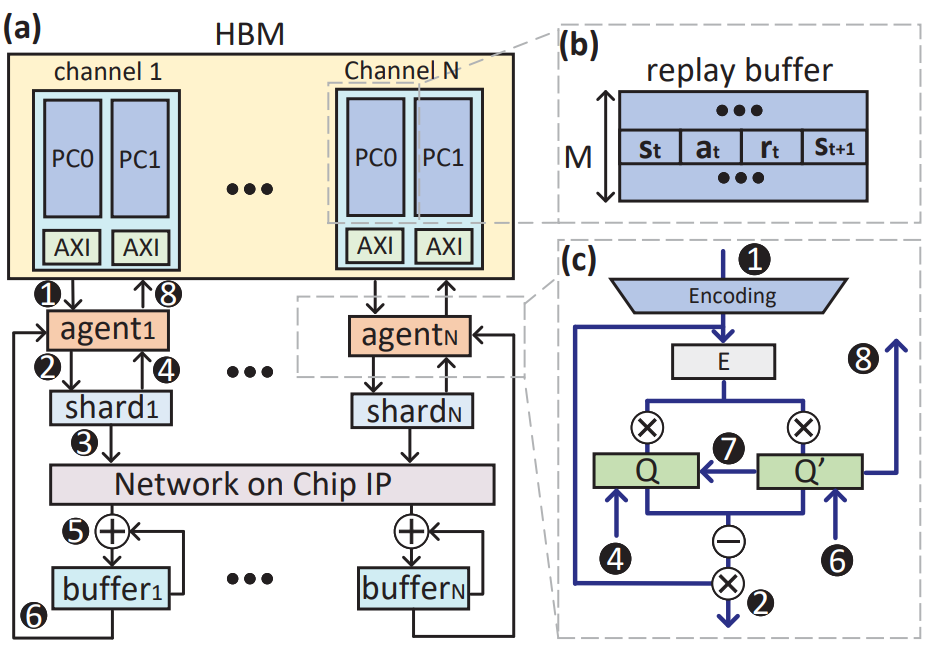 (a)
HBM
channel 1
Channel N
PC0
PC1
PC0
PC1
AXI
AXI
AXI
AXI
1
8
agent1
agentN
2
4
shard1
shardN
3
Network on Chip IP
5
buffer1
bufferN
6
(b)
replay buffer
M
st
at
rt
st+1
(c)
1
Encoding
E
8
7
Q
Q’
4
6
2